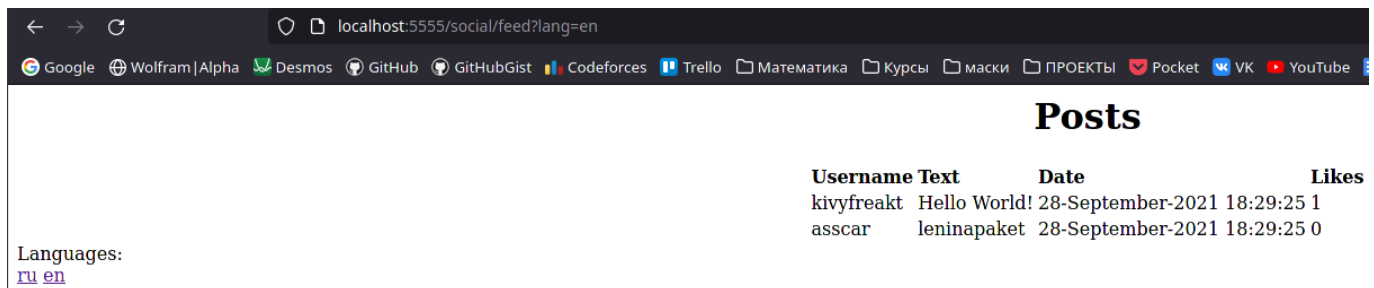 localhost:5555/social/feed?lang=en
Google Wolfram|Alpha Desmos GitHub GitHubGist Codeforces Trello Математика Курсы маски ПРОЕКТЫ Pocket VK YouTube
Posts
Username Text Date Likes
kivyfreakt Hello World! 28-September-2021 18:29:25 1
asscar leninapaket 28-September-2021 18:29:25 0
Languages:
ru en